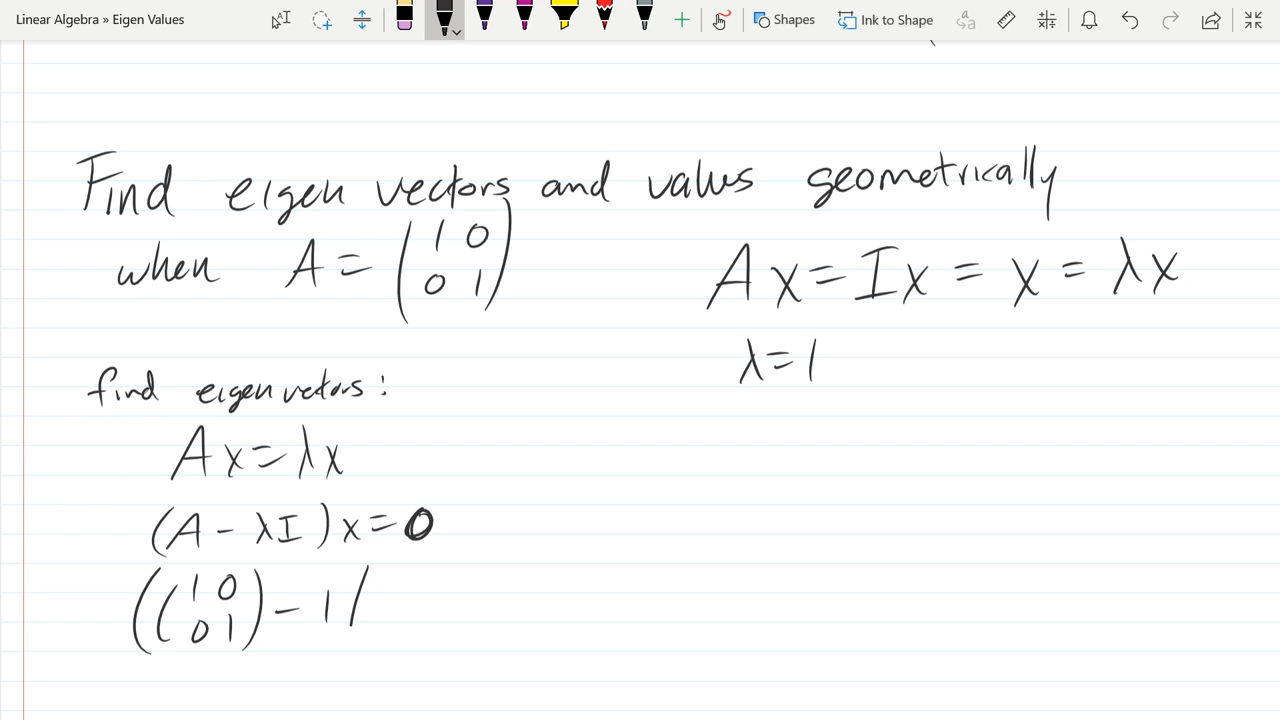 Linear Algebra » Eigen Values
Shapes
Ink to Shape
Find eigen vectors and values geometrically
when A = (1 0
0 1)
Ax = Ix = x = λx
λ = 1
find eigenvectors:
Ax = λx
(A - λI)x = 0
((1 0
0 1) - 1 (